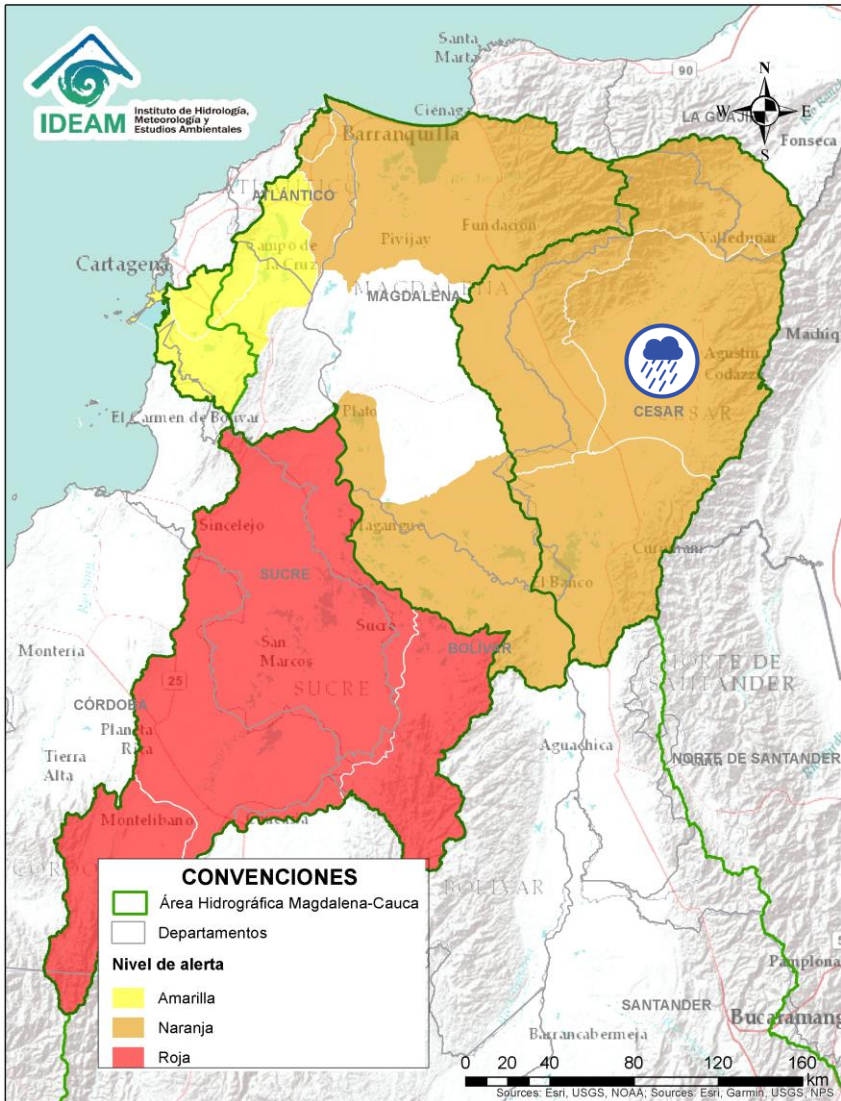 IDEAM
Instituto de Hidrología,
Meteorología y
Estudios Ambientales
Santa
Marta
90
N
W
E
S
LA GUAJI
Fonseca
Ciénaga
Barranquilla
ATLÁNTICO
Campo de
la Cruz
Pivijay
Fundación
Valledupar
Cartagena
MAGDALENA
MAGDALENA
Machiq
Agustín
Codazzi
CESAR
El Carmen de Bolívar
Plato
Sincelejo
Magangué
SUCRE
El Banco
Montería
San
Marcos
Sucre
BOLÍVAR
25
SUCRE
NORTE DE
SANTANDER
CÓRDOBA
Planeta
Rica
Tierra
Alta
Aguachica
NORTE DE SANTANDER
Montelíbano
BOLÍVAR
CONVENCIONES
Área Hidrográfica Magdalena-Cauca
Departamentos
Nivel de alerta
Amarilla
Naranja
Roja
Pamplona
SANTANDER
Bucaramang
Barrancabermeja
0 20 40 80 120 160
km
Sources: Esri, USGS, NOAA; Sources: Esri, Garmin, USGS, NPS